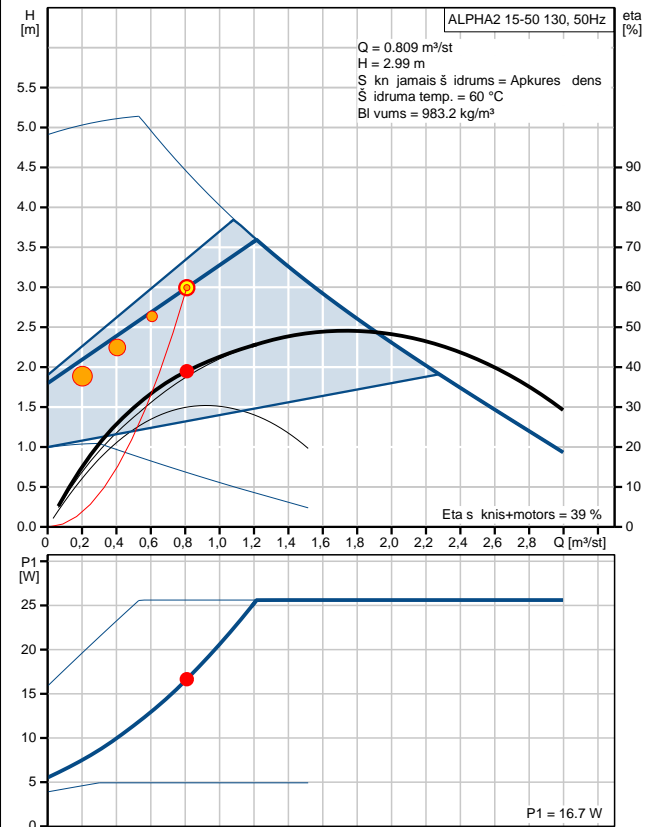 H
[m]
ALPHA2 15-50 130, 50Hz
eta
[%]
Q = 0.809 m³/st
H = 2.99 m
S kn jamais š idrums = Apkures dens
Š idruma temp. = 60 °C
Bl vums = 983.2 kg/m³
5.5
5.0
4.5
4.0
3.5
3.0
2.5
2.0
1.5
1.0
0.5
0.0
90
80
70
60
50
40
30
20
10
0
Eta s knis+motors = 39 %
0 0,2 0,4 0,6 0,8 1,0 1,2 1,4 1,6 1,8 2,0 2,2 2,4 2,6 2,8 Q [m³/st]
P1
[W]
25
20
15
10
5
0
P1 = 16.7 W